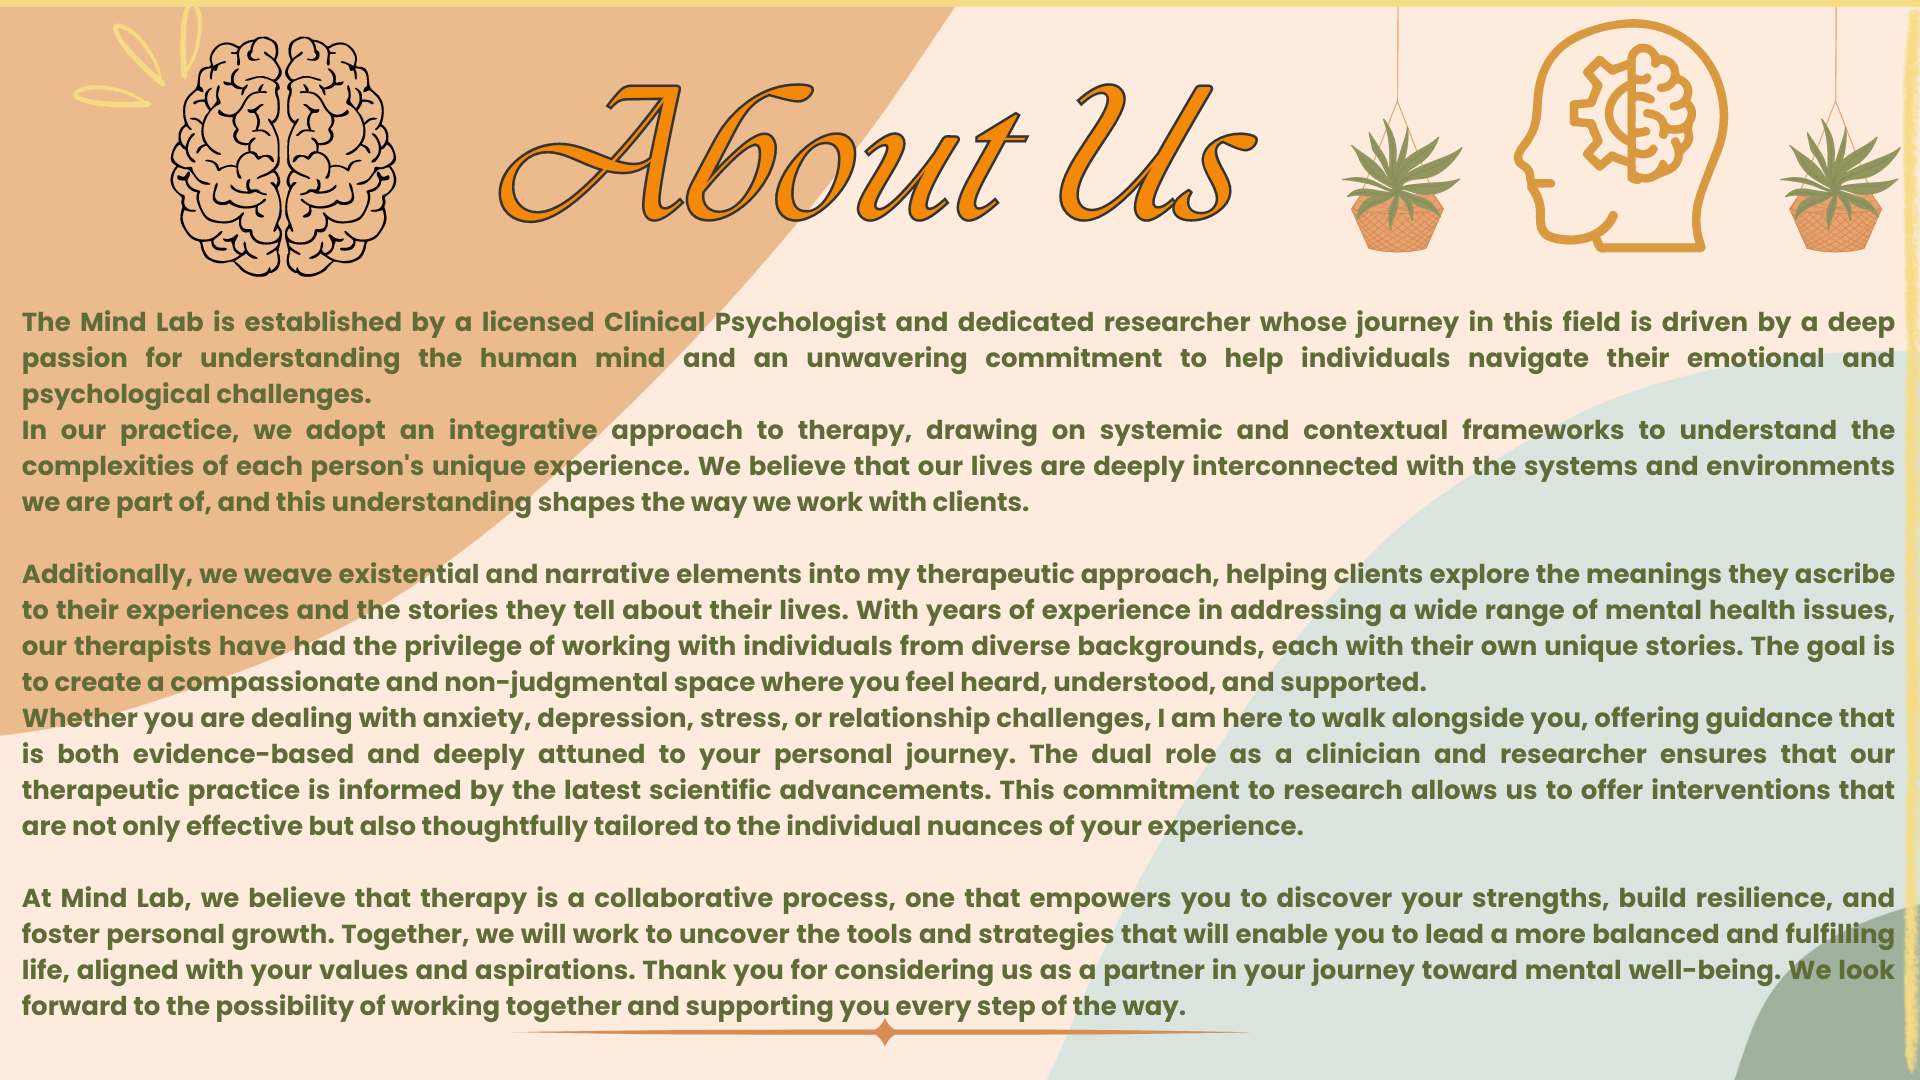 About Us
The Mind Lab is established by a licensed Clinical Psychologist and dedicated researcher whose journey in this field is driven by a deep
passion for understanding the human mind and an unwavering commitment to help individuals navigate their emotional and
psychological challenges.
In our practice, we adopt an integrative approach to therapy, drawing on systemic and contextual frameworks to understand the
complexities of each person's unique experience. We believe that our lives are deeply interconnected with the systems and environments
we are part of, and this understanding shapes the way we work with clients.
Additionally, we weave existential and narrative elements into my therapeutic approach, helping clients explore the meanings they ascribe
to their experiences and the stories they tell about their lives. With years of experience in addressing a wide range of mental health issues,
our therapists have had the privilege of working with individuals from diverse backgrounds, each with their own unique stories. The goal is
to create a compassionate and non-judgmental space where you feel heard, understood, and supported.
Whether you are dealing with anxiety, depression, stress, or relationship challenges, I am here to walk alongside you, offering guidance that
is both evidence-based and deeply attuned to your personal journey. The dual role as a clinician and researcher ensures that our
therapeutic practice is informed by the latest scientific advancements. This commitment to research allows us to offer interventions that
are not only effective but also thoughtfully tailored to the individual nuances of your experience.
At Mind Lab, we believe that therapy is a collaborative process, one that empowers you to discover your strengths, build resilience, and
foster personal growth. Together, we will work to uncover the tools and strategies that will enable you to lead a more balanced and fulfilling
life, aligned with your values and aspirations. Thank you for considering us as a partner in your journey toward mental well-being. We look
forward to the possibility of working together and supporting you every step of the way.